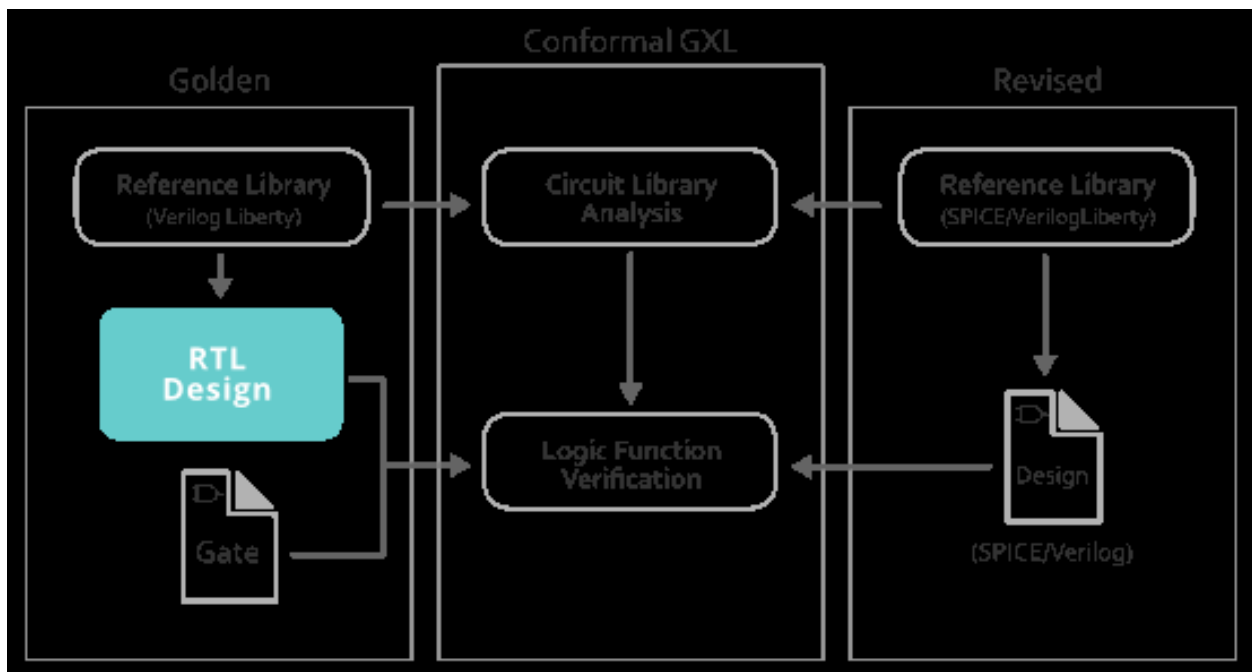 Conformal GXL
Golden
Revised
Reference Library
(Verilog Liberty)
Circuit Library
Analysis
Reference Library
(SPICE/VerilogLiberty)
RTL
Design
Logic Function
Verification
Gate
Design
(SPICE/Verilog)